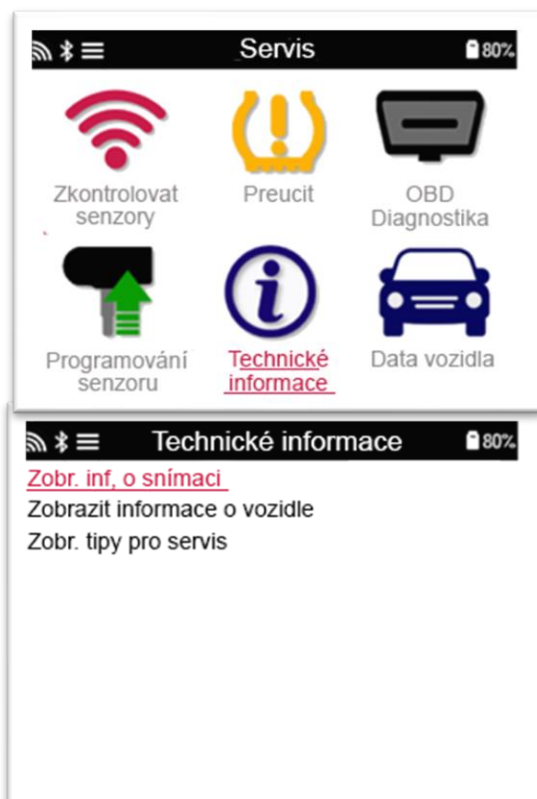 Servis
80%
Zkontrolovat
senzory
Preucit
OBD
Diagnostika
Programování
senzoru
Technické
informace
Data vozidla
Technické informace
80%
Zobr. inf, o snímaci
Zobrazit informace o vozidle
Zobr. tipy pro servis